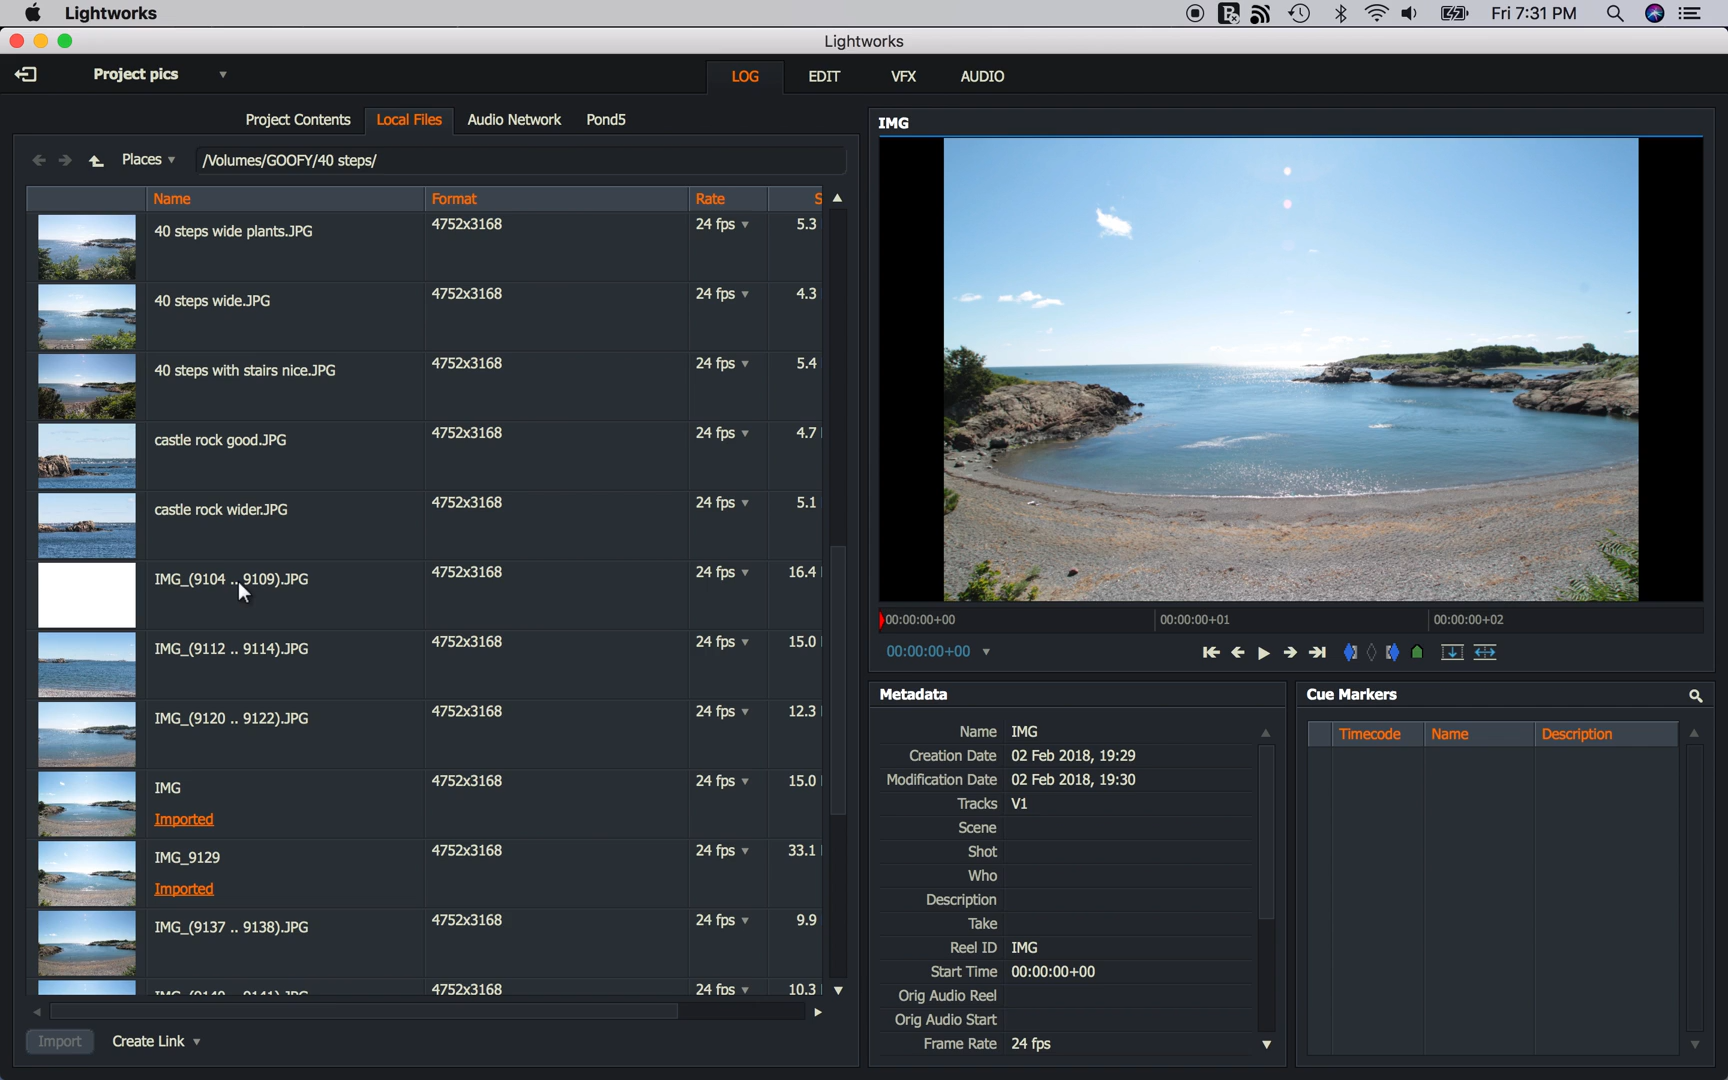 Lightworks
Fri 7:31 PM
Lightworks
Project pics
LOG EDIT VFX AUDIO
Project Contents Local Files Audio Network Pond5
Places /Volumes/GOOFY/40 steps/
Name Format Rate S
40 steps wide plants.JPG 4752x3168 24 fps 5.3
40 steps wide.JPG 4752x3168 24 fps 4.3
40 steps with stairs nice.JPG 4752x3168 24 fps 5.4
castle rock good.JPG 4752x3168 24 fps 4.7
castle rock wider.JPG 4752x3168 24 fps 5.1
IMG_(9104 .. 9109).JPG 4752x3168 24 fps 16.4
IMG_(9112 .. 9114).JPG 4752x3168 24 fps 15.0
IMG_(9120 .. 9122).JPG 4752x3168 24 fps 12.3
IMG 4752x3168 24 fps 15.0
Imported
IMG_9129 4752x3168 24 fps 33.1
Imported
IMG_(9137 .. 9138).JPG 4752x3168 24 fps 9.9
IMG_(9140 .. 9141).JPG 4752x3168 24 fps 10.3
Import Create Link
IMG
00:00:00+00 00:00:00+01 00:00:00+02
00:00:00+00
Metadata
Name IMG
Creation Date 02 Feb 2018, 19:29
Modification Date 02 Feb 2018, 19:30
Tracks V1
Scene
Shot
Who
Description
Take
Reel ID IMG
Start Time 00:00:00+00
Orig Audio Reel
Orig Audio Start
Frame Rate 24 fps
Cue Markers
Timecode Name Description